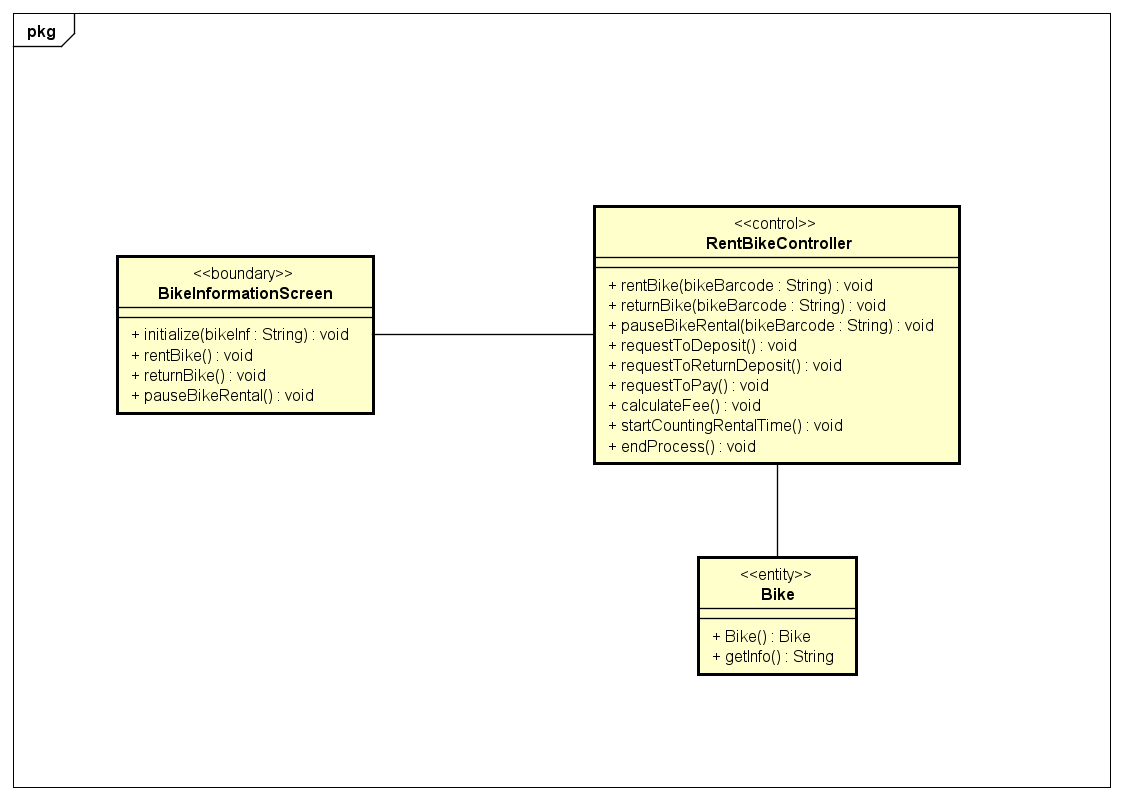 pkg
<<boundary>>
BikeInformationScreen
+ initialize(bikeInf : String) : void
+ rentBike() : void
+ returnBike() : void
+ pauseBikeRental() : void
<<control>>
RentBikeController
+ rentBike(bikeBarcode : String) : void
+ returnBike(bikeBarcode : String) : void
+ pauseBikeRental(bikeBarcode : String) : void
+ requestToDeposit() : void
+ requestToReturnDeposit() : void
+ requestToPay() : void
+ calculateFee() : void
+ startCountingRentalTime() : void
+ endProcess() : void
<<entity>>
Bike
+ Bike() : Bike
+ getInfo() : String